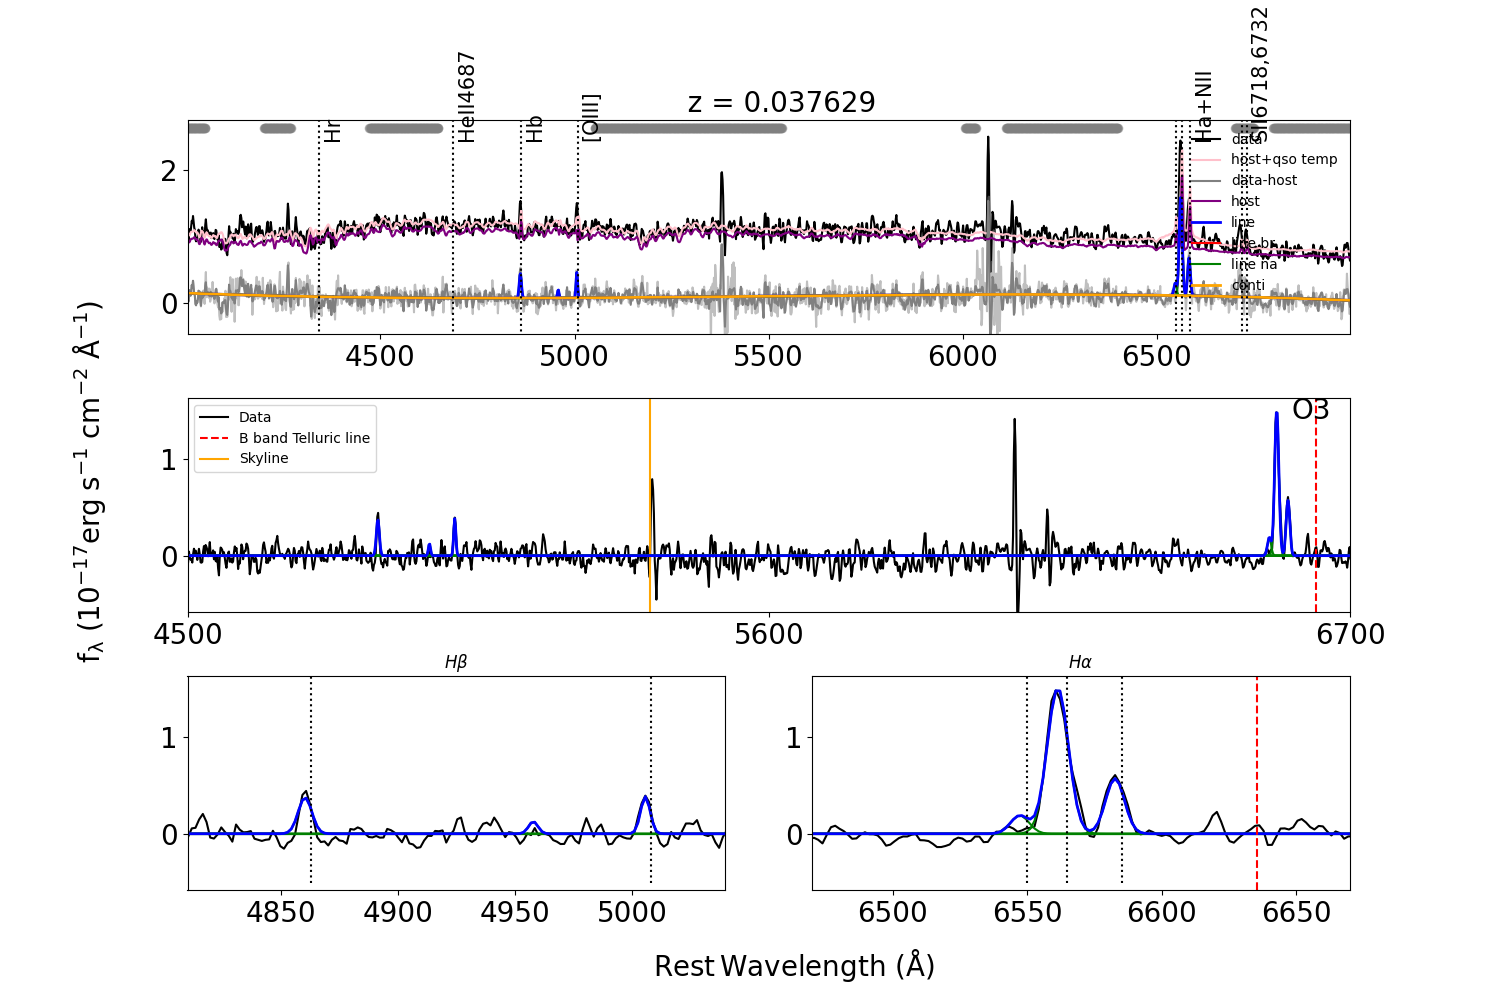 z = 0.037629
Hr
HeII4687
Hb
[OIII]
Ha+NII
SII6718,6732
data
host+qso temp
data-host
host
line
line br
line na
conti
2
0
4500 5000 5500 6000 6500
Data
B band Telluric line
Skyline
O3
1
0
4500 5600 6700
fλ (10⁻¹⁷erg s⁻¹ cm⁻² Å⁻¹)
Hβ
1
0
4850 4900 4950 5000
Hα
1
0
6500 6550 6600 6650
Rest Wavelength (Å)